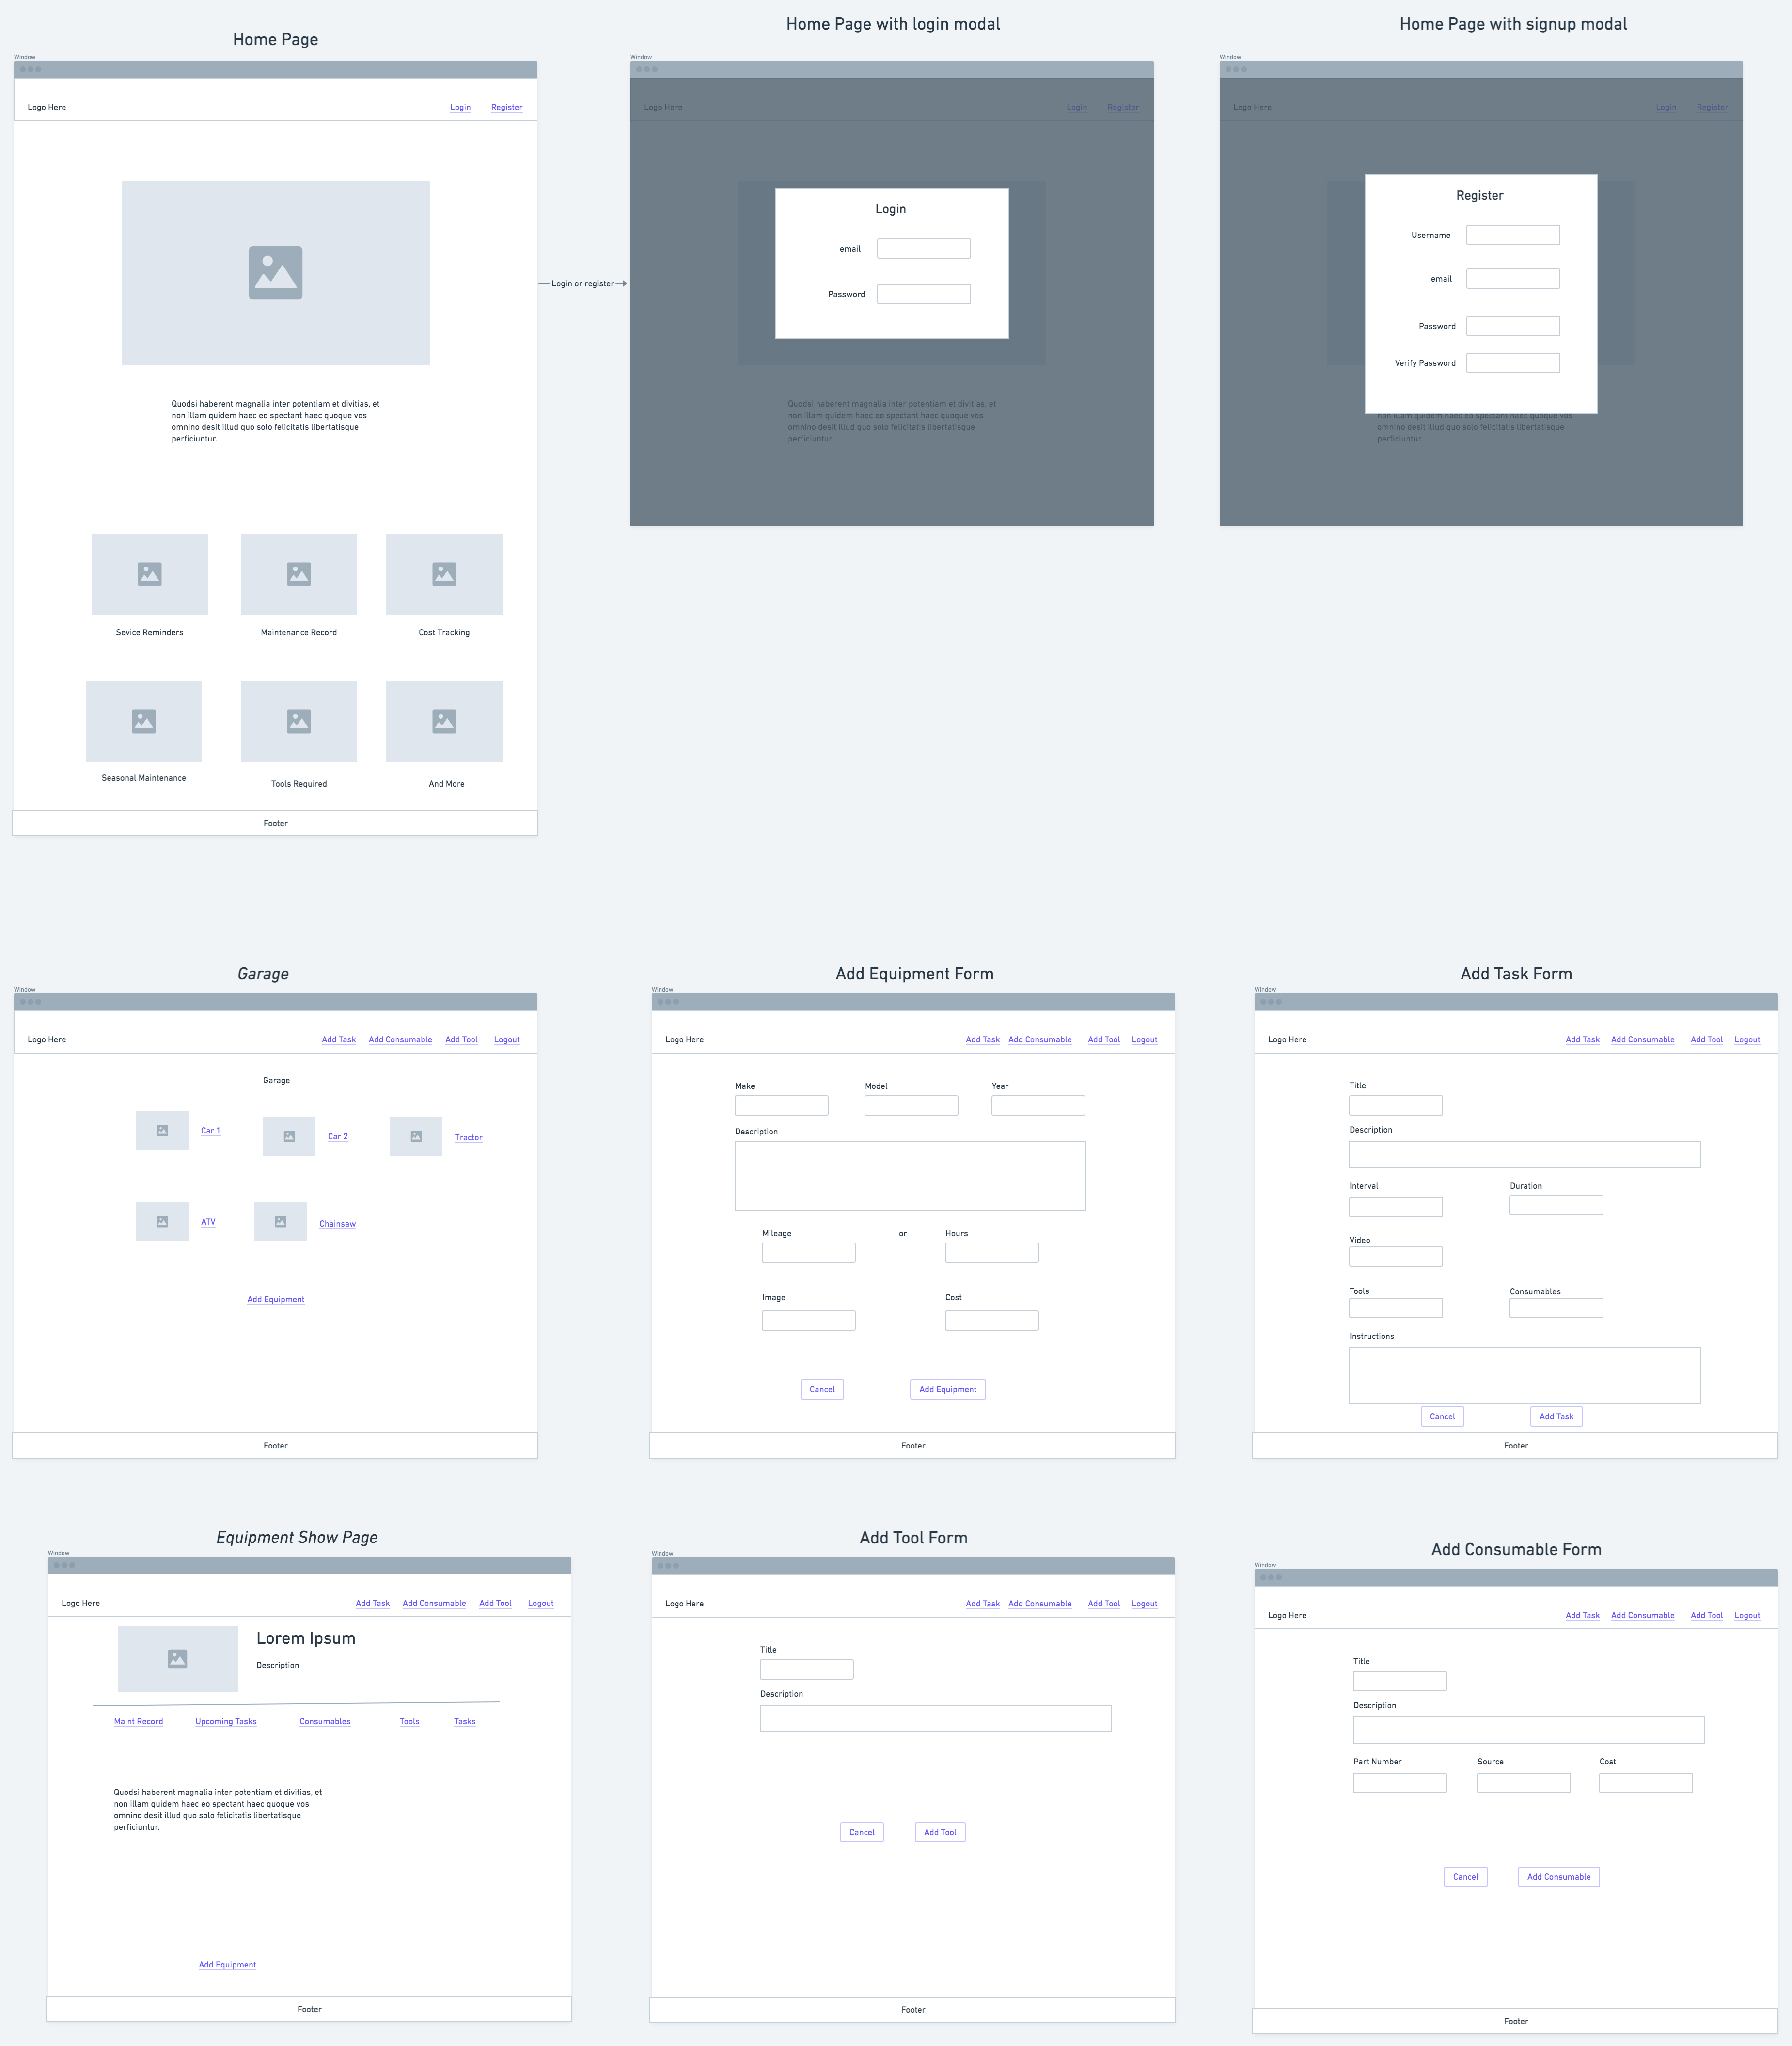 Home Page
Window
Logo Here
Login
Register
Quodsi haberent magnalia inter potentiam et divitias, et
non illam quidem haec eo spectant haec quoque vos
omnino desit illud quo solo felicitatis libertatisque
perficiuntur.
Sevice Reminders
Maintenance Record
Cost Tracking
Seasonal Maintenance
Tools Required
And More
Footer
Login or register
Home Page with login modal
Window
Logo Here
Login
Register
Login
email
Password
Quodsi haberent magnalia inter potentiam et divitias, et
non illam quidem haec eo spectant haec quoque vos
omnino desit illud quo solo felicitatis libertatisque
perficiuntur.
Home Page with signup modal
Window
Logo Here
Login
Register
Register
Username
email
Password
Verify Password
non illam quidem haec eo spectant haec quoque vos
omnino desit illud quo solo felicitatis libertatisque
perficiuntur.
Garage
Window
Logo Here
Add Task
Add Consumable
Add Tool
Logout
Garage
Car 1
Car 2
Tractor
ATV
Chainsaw
Add Equipment
Footer
Add Equipment Form
Window
Logo Here
Add Task
Add Consumable
Add Tool
Logout
Make
Model
Year
Description
Mileage
or
Hours
Image
Cost
Cancel
Add Equipment
Footer
Add Task Form
Window
Logo Here
Add Task
Add Consumable
Add Tool
Logout
Title
Description
Interval
Duration
Video
Tools
Consumables
Instructions
Cancel
Add Task
Footer
Equipment Show Page
Window
Logo Here
Add Task
Add Consumable
Add Tool
Logout
Lorem Ipsum
Description
Maint Record
Upcoming Tasks
Consumables
Tools
Tasks
Quodsi haberent magnalia inter potentiam et divitias, et
non illam quidem haec eo spectant haec quoque vos
omnino desit illud quo solo felicitatis libertatisque
perficiuntur.
Add Equipment
Footer
Add Tool Form
Window
Logo Here
Add Task
Add Consumable
Add Tool
Logout
Title
Description
Cancel
Add Tool
Footer
Add Consumable Form
Window
Logo Here
Add Task
Add Consumable
Add Tool
Logout
Title
Description
Part Number
Source
Cost
Cancel
Add Consumable
Footer